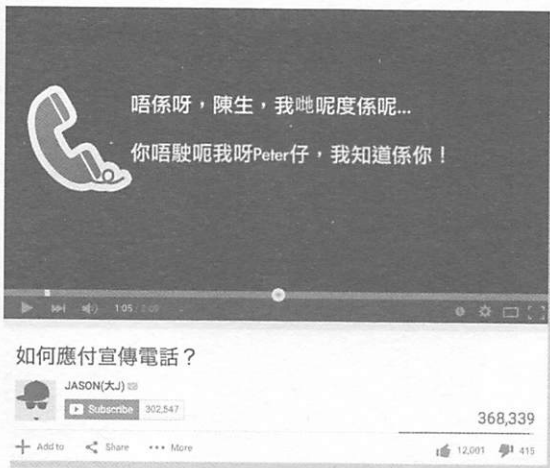 唔係呀,陳生,我哋呢度係呢...
你唔駛呃我呀Peter仔,我知道係你!
1:05
如何應付宣傳電話?
JASON(大J)
Subscribe 302,547
368,339
Add to Share More 12,001 415